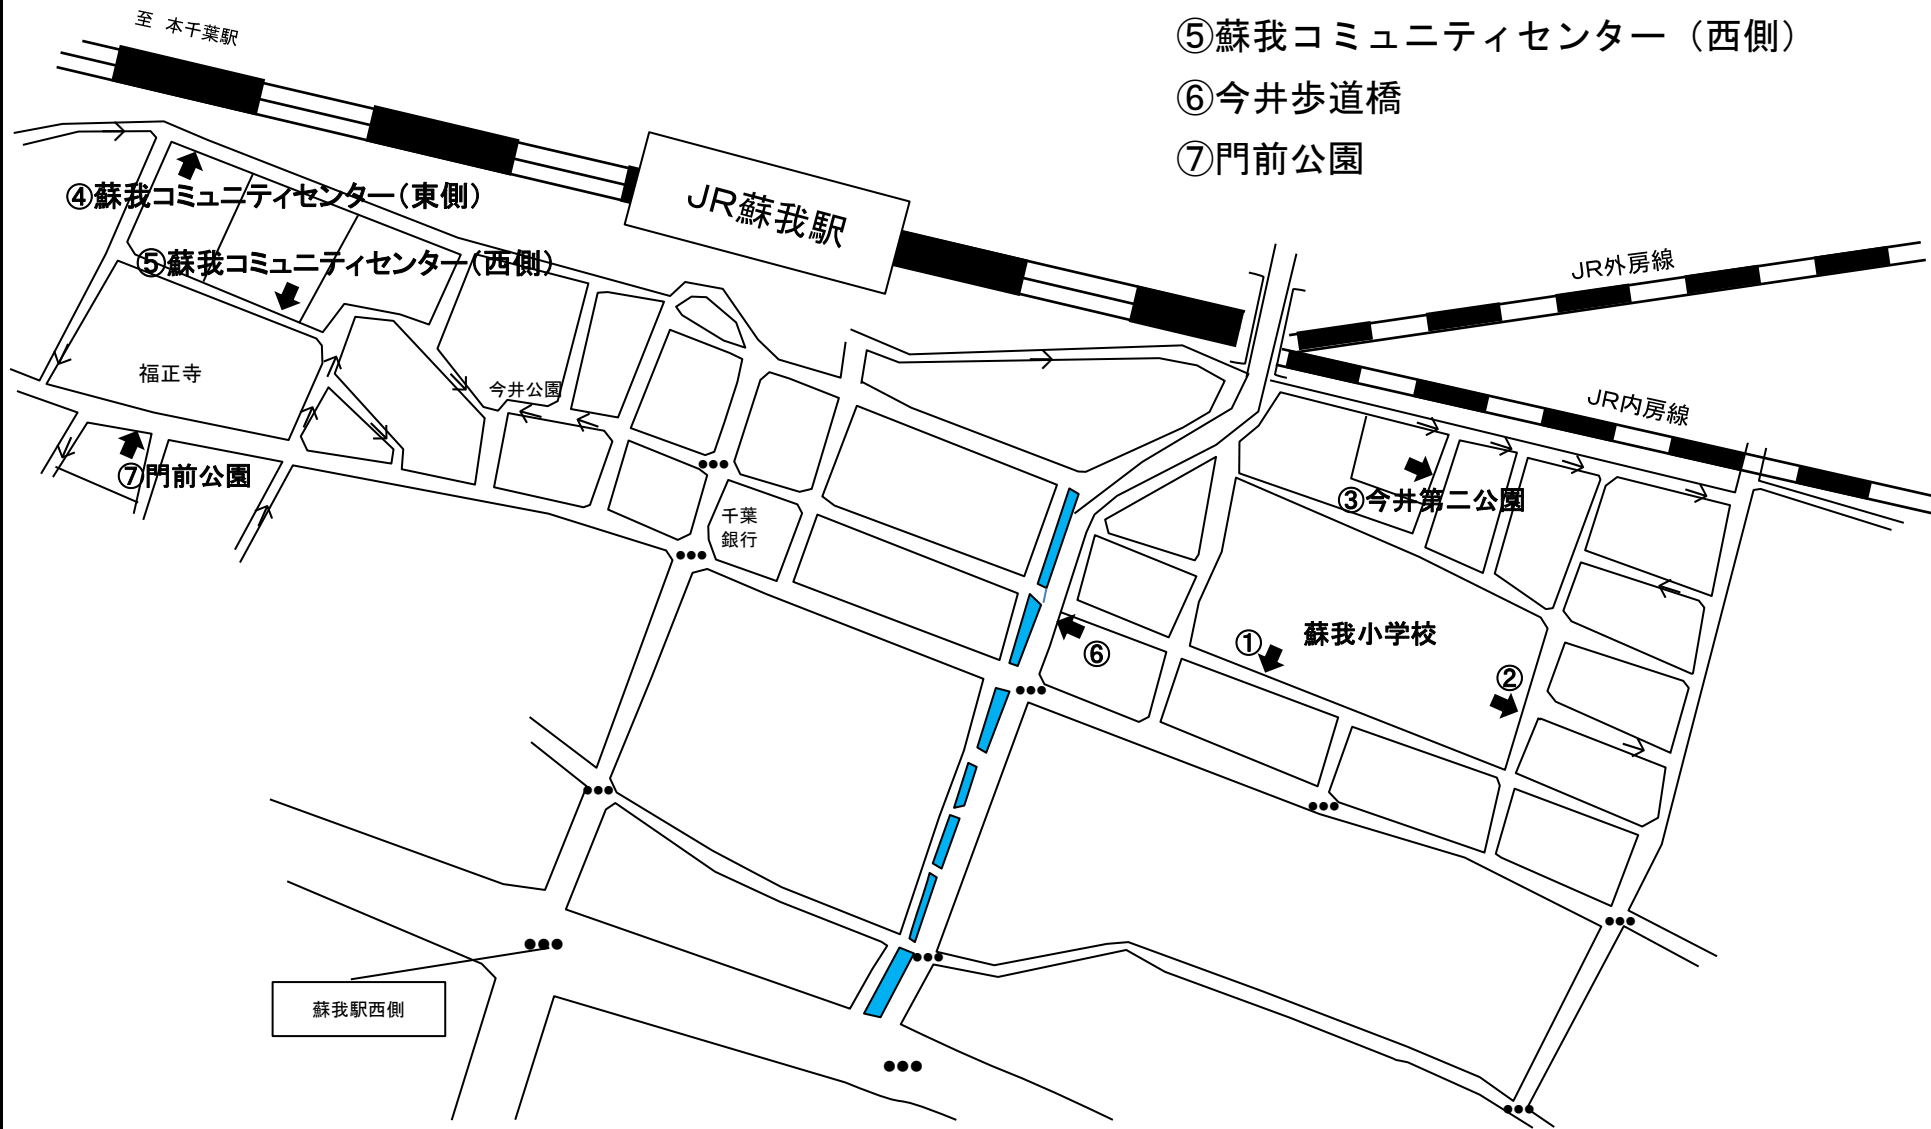 至 本千葉駅
⑤蘇我コミュニティセンター（西側）
⑥今井歩道橋
⑦門前公園
④蘇我コミュニティセンター（東側）
JR蘇我駅
⑤蘇我コミュニティセンター（西側）
JR外房線
福正寺
今井公園
JR内房線
⑦門前公園
③今井第二公園
千葉
銀行
①
蘇我小学校
⑥
②
蘇我駅西側